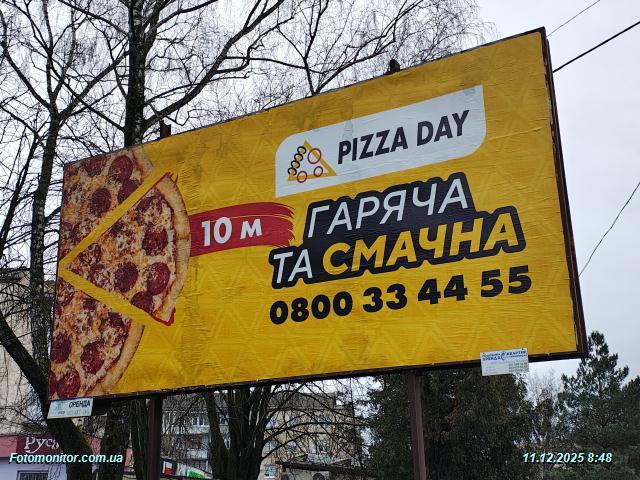 PIZZA DAY
10 м
ГАРЯЧА
ТА СМАЧНА
0800 33 44 55
ОРЕНДА
Fotomonitor.com.ua
11.12.2025 8:48